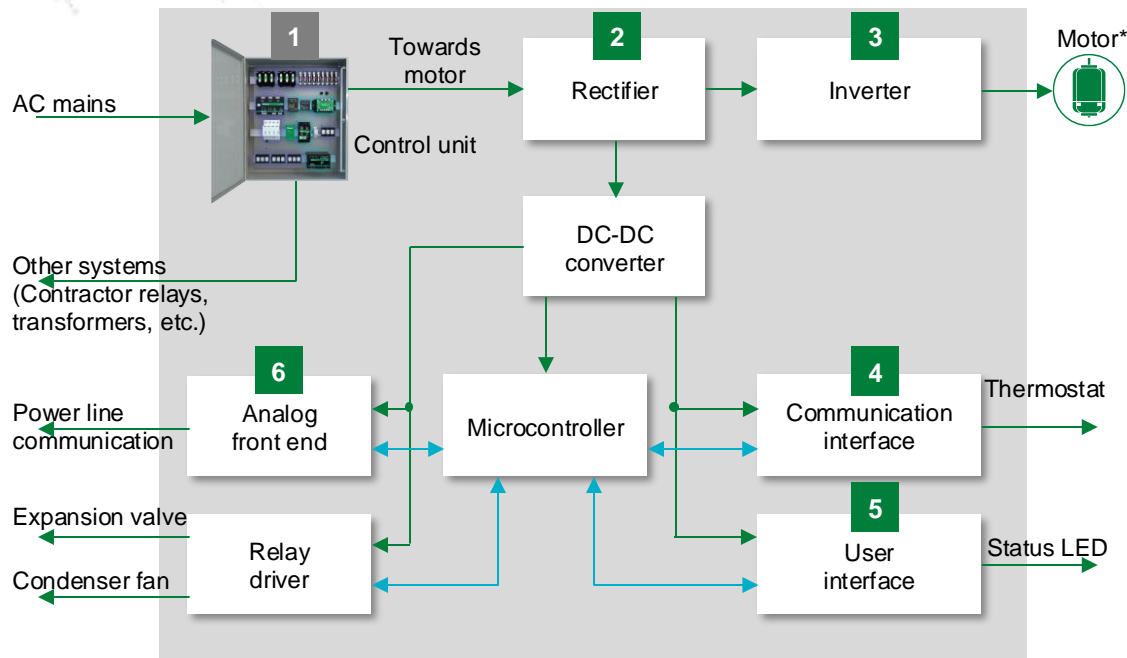 1
2
3
Towards
motor
Motor*
Rectifier
Inverter
AC mains
Control unit
DC-DC
converter
Other systems
(Contractor relays,
transformers, etc.)
6
4
Power line
communication
Analog
front end
Microcontroller
Communication
interface
Thermostat
5
Expansion valve
Condenser fan
Relay
driver
User
interface
Status LED